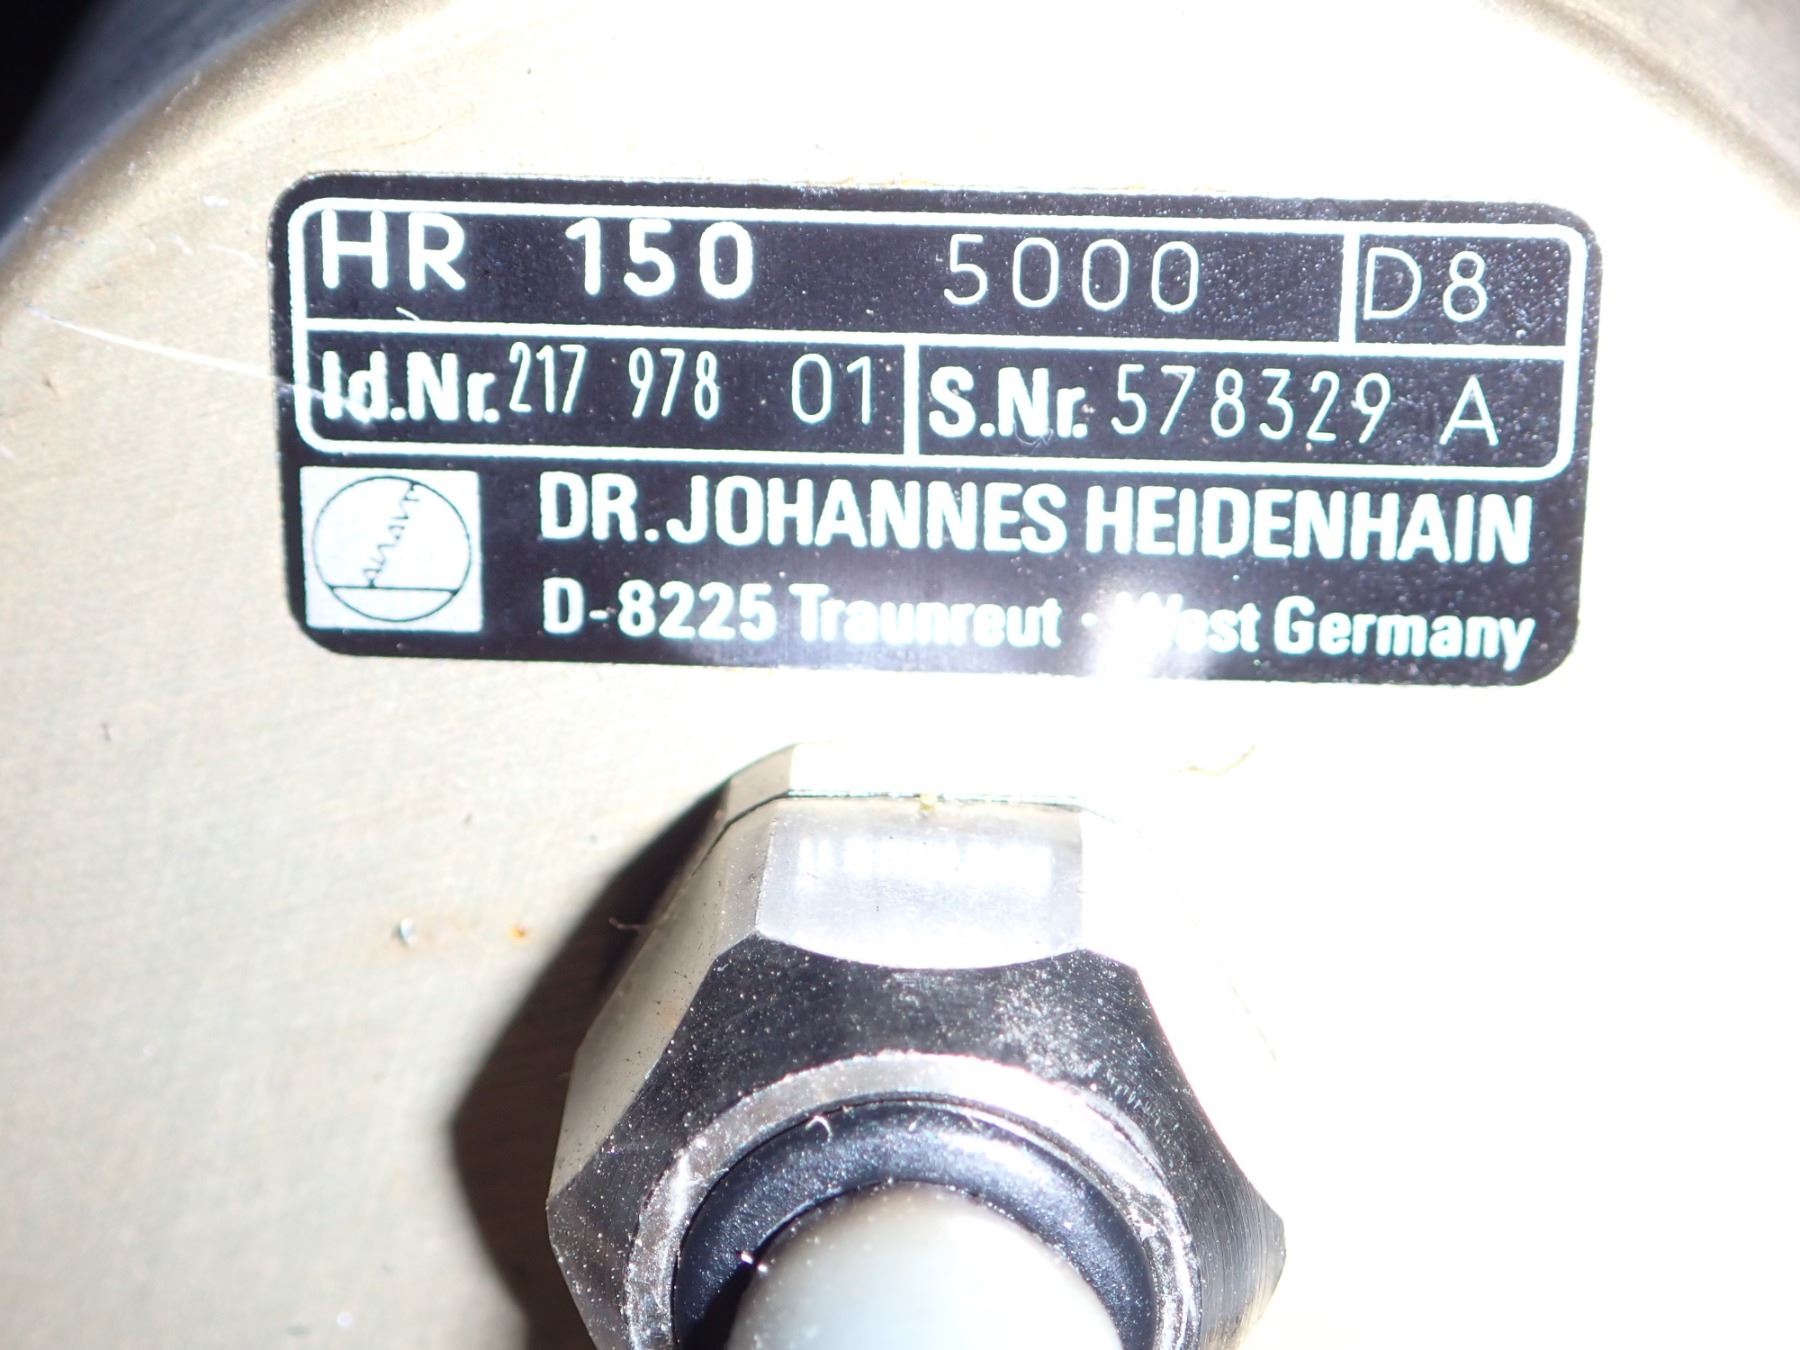 HR 150 5000 D8
Id.Nr. 217 978 01 S.Nr. 578329 A
DR. JOHANNES HEIDENHAIN
D-8225 Traunreut · West Germany